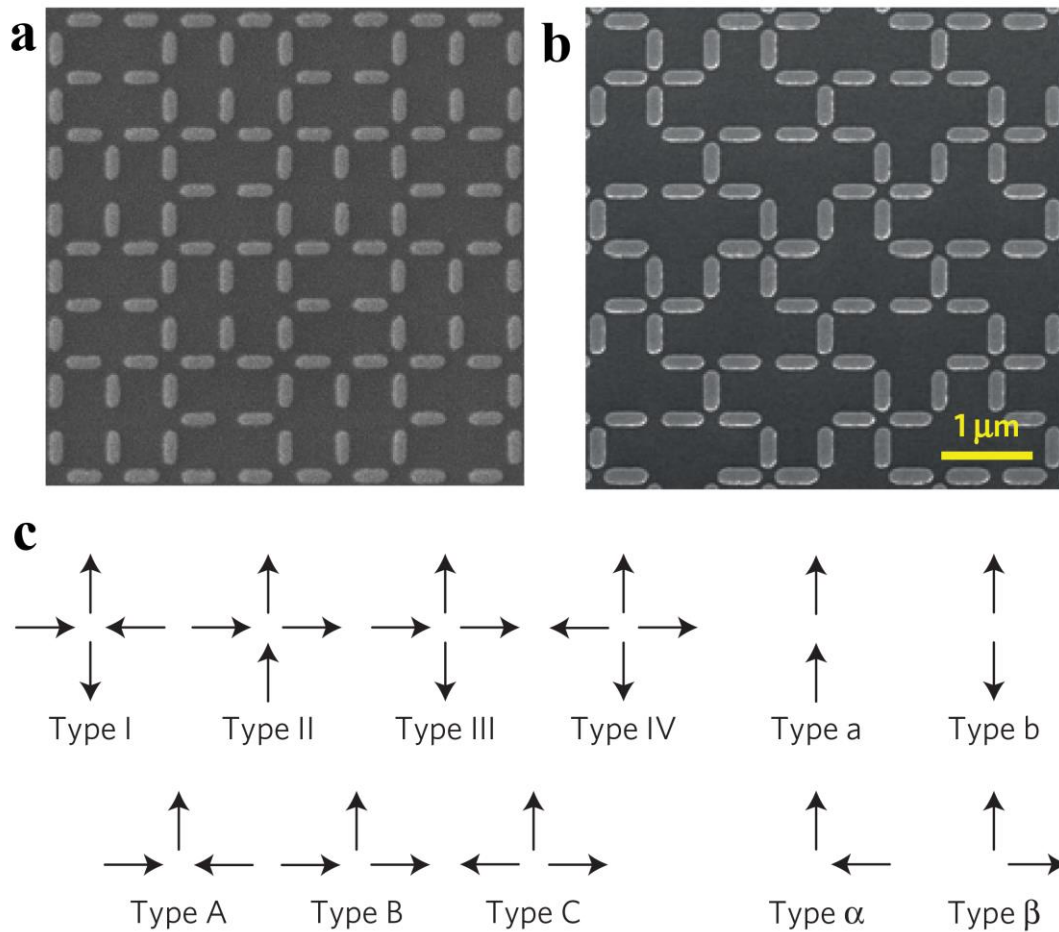 a
b
1 μm
c
Type I
Type II
Type III
Type IV
Type a
Type b
Type A
Type B
Type C
Type α
Type β